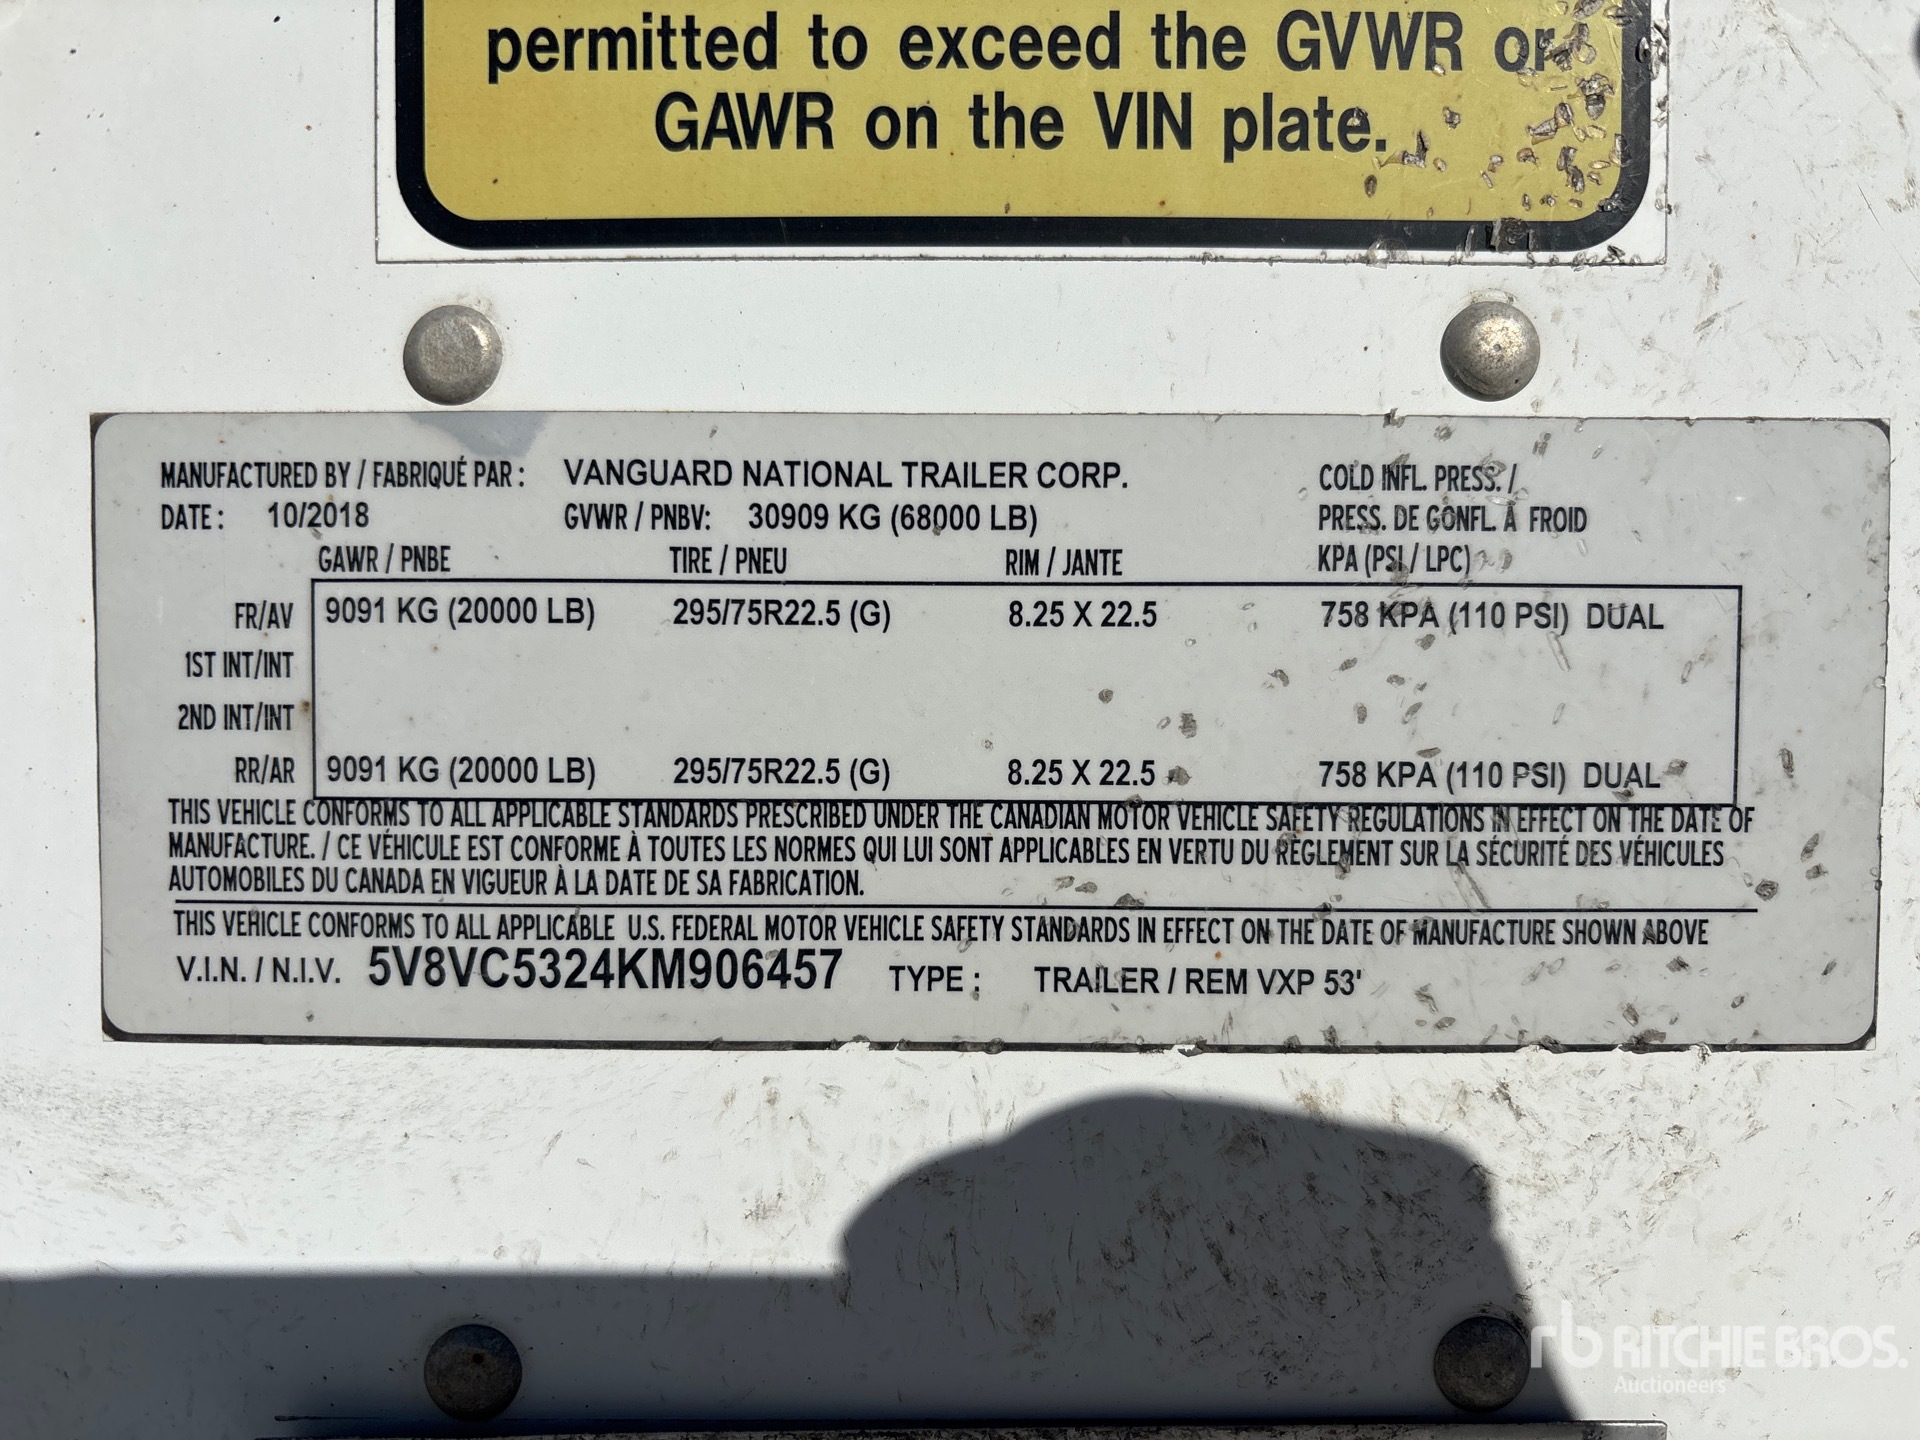 permitted to exceed the GVWR or
GAWR on the VIN plate.
MANUFACTURED BY / FABRIQUÉ PAR : VANGUARD NATIONAL TRAILER CORP. COLD INFL. PRESS. /
DATE : 10/2018 GVWR / PNBV: 30909 KG (68000 LB) PRESS. DE GONFL. À FROID
GAWR / PNBE TIRE / PNEU RIM / JANTE KPA (PSI / LPC)
FR/AV 9091 KG (20000 LB) 295/75R22.5 (G) 8.25 X 22.5 758 KPA (110 PSI) DUAL
1ST INT/INT
2ND INT/INT
RR/AR 9091 KG (20000 LB) 295/75R22.5 (G) 8.25 X 22.5 758 KPA (110 PSI) DUAL
THIS VEHICLE CONFORMS TO ALL APPLICABLE STANDARDS PRESCRIBED UNDER THE CANADIAN MOTOR VEHICLE SAFETY REGULATIONS IN EFFECT ON THE DATE OF
MANUFACTURE. / CE VÉHICULE EST CONFORME À TOUTES LES NORMES QUI LUI SONT APPLICABLES EN VERTU DU RÈGLEMENT SUR LA SÉCURITÉ DES VÉHICULES
AUTOMOBILES DU CANADA EN VIGUEUR À LA DATE DE SA FABRICATION.
THIS VEHICLE CONFORMS TO ALL APPLICABLE U.S. FEDERAL MOTOR VEHICLE SAFETY STANDARDS IN EFFECT ON THE DATE OF MANUFACTURE SHOWN ABOVE
V.I.N. / N.I.V. 5V8VC5324KM906457 TYPE : TRAILER / REM VXP 53'
rb RITCHIE BROS.
Auctioneers